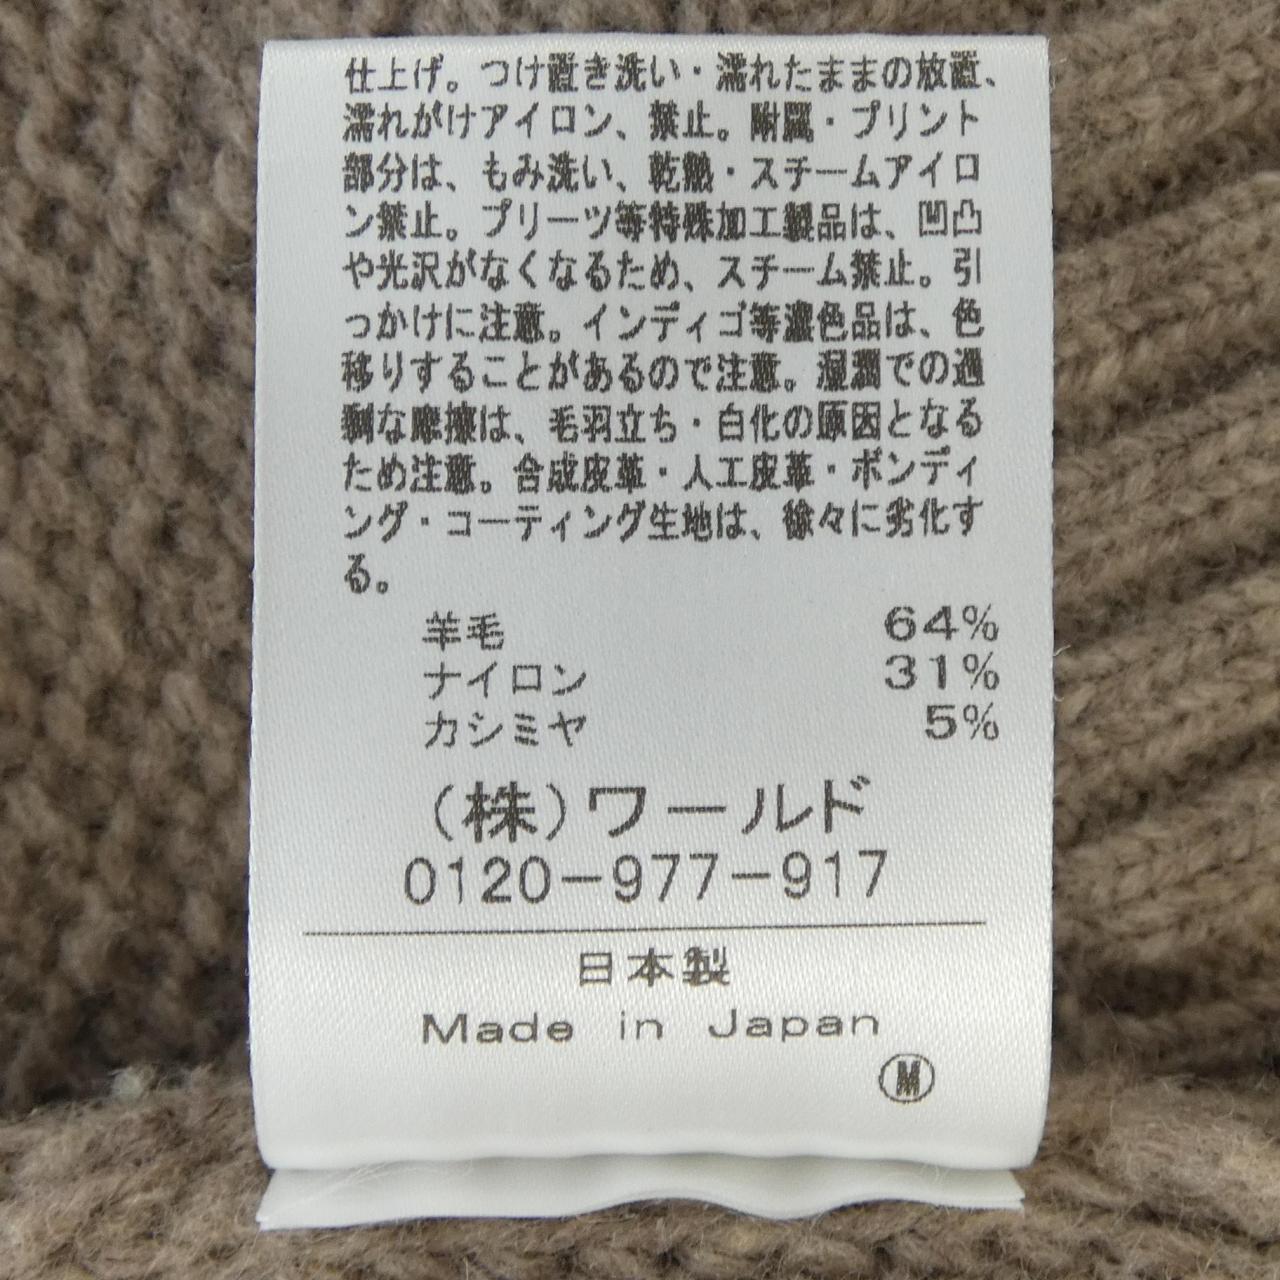 仕上げ。つけ置き洗い・濡れたままの放置、
濡れがけアイロン、禁止。附属・プリント
部分は、もみ洗い、乾熱・スチームアイロ
ン禁止。プリーツ等特殊加工製品は、凹凸
や光沢がなくなるため、スチーム禁止。引
っかけに注意。インディゴ等濃色品は、色
移りすることがあるので注意。湿潤での過
剰な摩擦は、毛羽立ち・白化の原因となる
ため注意。合成皮革・人工皮革・ボンディ
ング・コーティング生地は、徐々に劣化す
る。
羊毛 64%
ナイロン 31%
カシミヤ 5%
(株)ワールド
0120-977-917
日本製
Made in Japan
Ⓜ